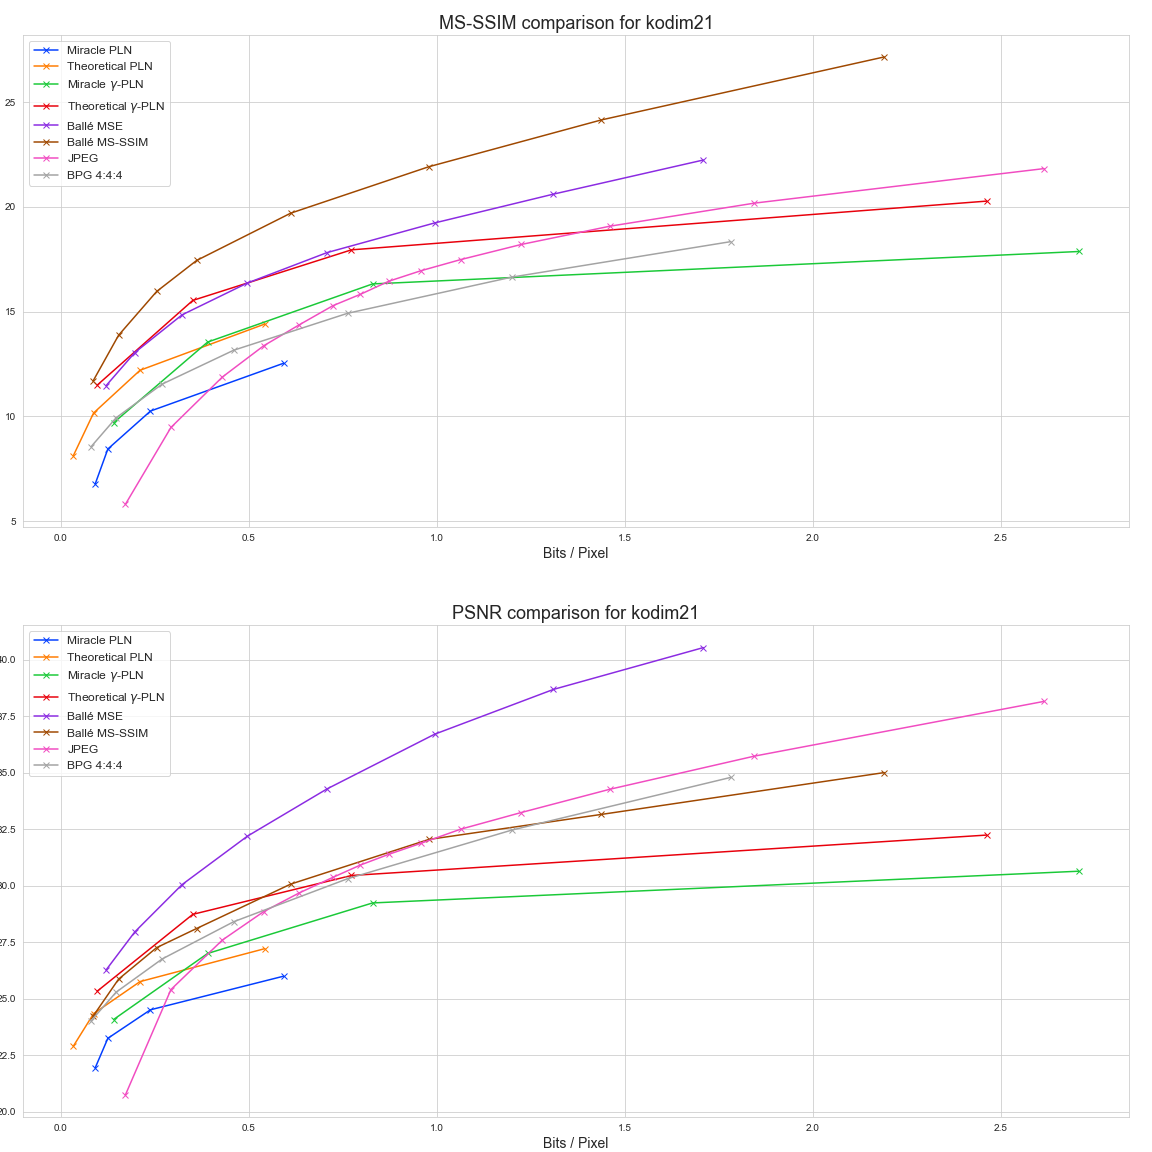 MS-SSIM comparison for kodim21
Miracle PLN
Theoretical PLN
Miracle γ-PLN
Theoretical γ-PLN
Ballé MSE
Ballé MS-SSIM
JPEG
BPG 4:4:4
25
20
15
10
5
0.0 0.5 1.0 1.5 2.0 2.5
Bits / Pixel
PSNR comparison for kodim21
Miracle PLN
Theoretical PLN
Miracle γ-PLN
Theoretical γ-PLN
Ballé MSE
Ballé MS-SSIM
JPEG
BPG 4:4:4
40.0
37.5
35.0
32.5
30.0
27.5
25.0
22.5
20.0
0.0 0.5 1.0 1.5 2.0 2.5
Bits / Pixel